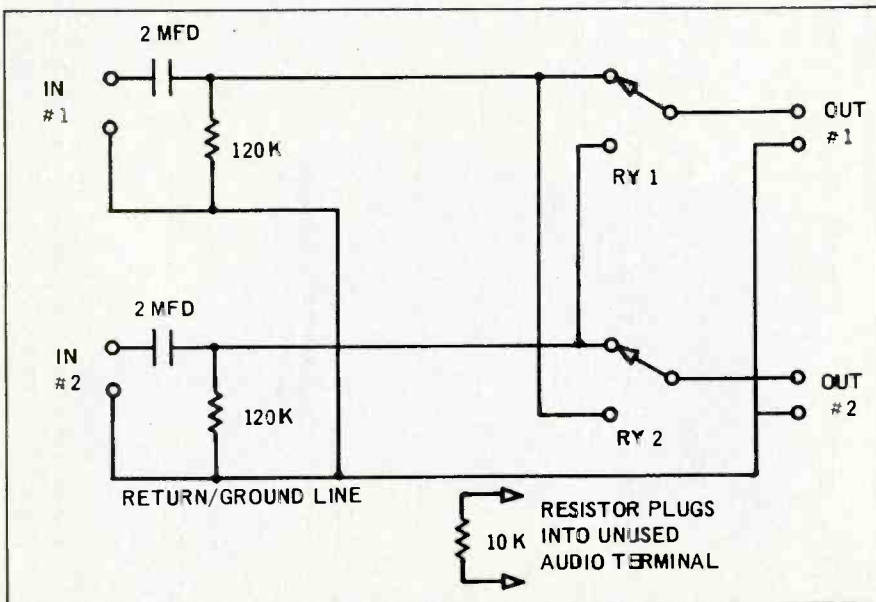 2 MFD
IN
#1
120K
OUT
#1
RY 1
2 MFD
IN
#2
120K
OUT
#2
RY 2
RETURN/GROUND LINE
10 K
RESISTOR PLUGS
INTO UNUSED
AUDIO TERMINAL